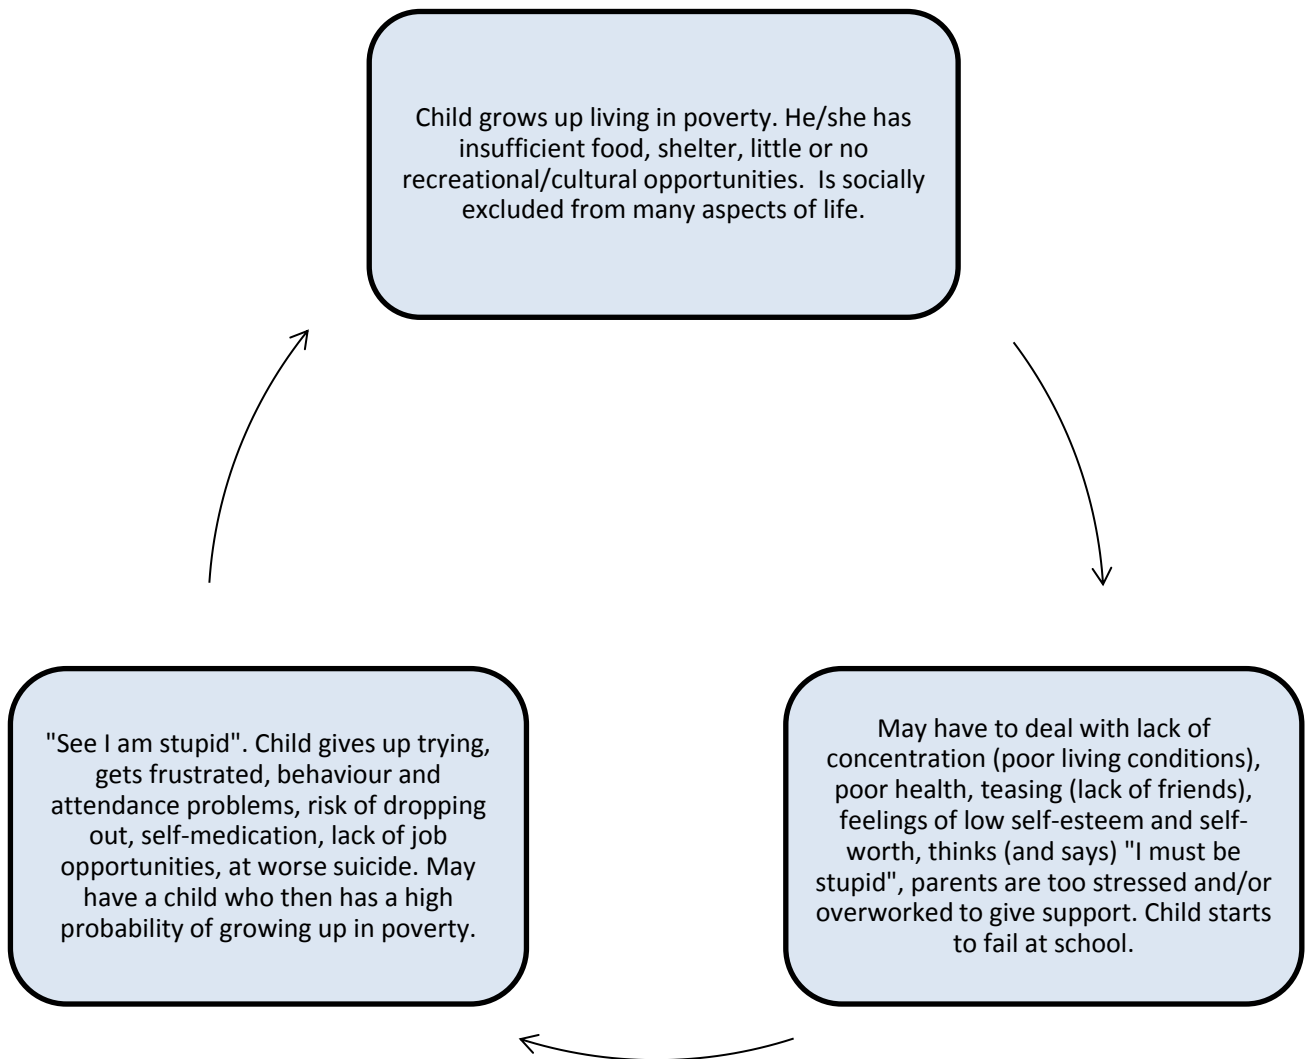 Child grows up living in poverty. He/she has
insufficient food, shelter, little or no
recreational/cultural opportunities.  Is socially
excluded from many aspects of life.
May have to deal with lack of
concentration (poor living conditions),
poor health, teasing (lack of friends),
feelings of low self-esteem and self-
worth, thinks (and says) "I must be
stupid", parents are too stressed and/or
overworked to give support. Child starts
to fail at school.
"See I am stupid". Child gives up trying,
gets frustrated, behaviour and
attendance problems, risk of dropping
out, self-medication, lack of job
opportunities, at worse suicide. May
have a child who then has a high
probability of growing up in poverty.